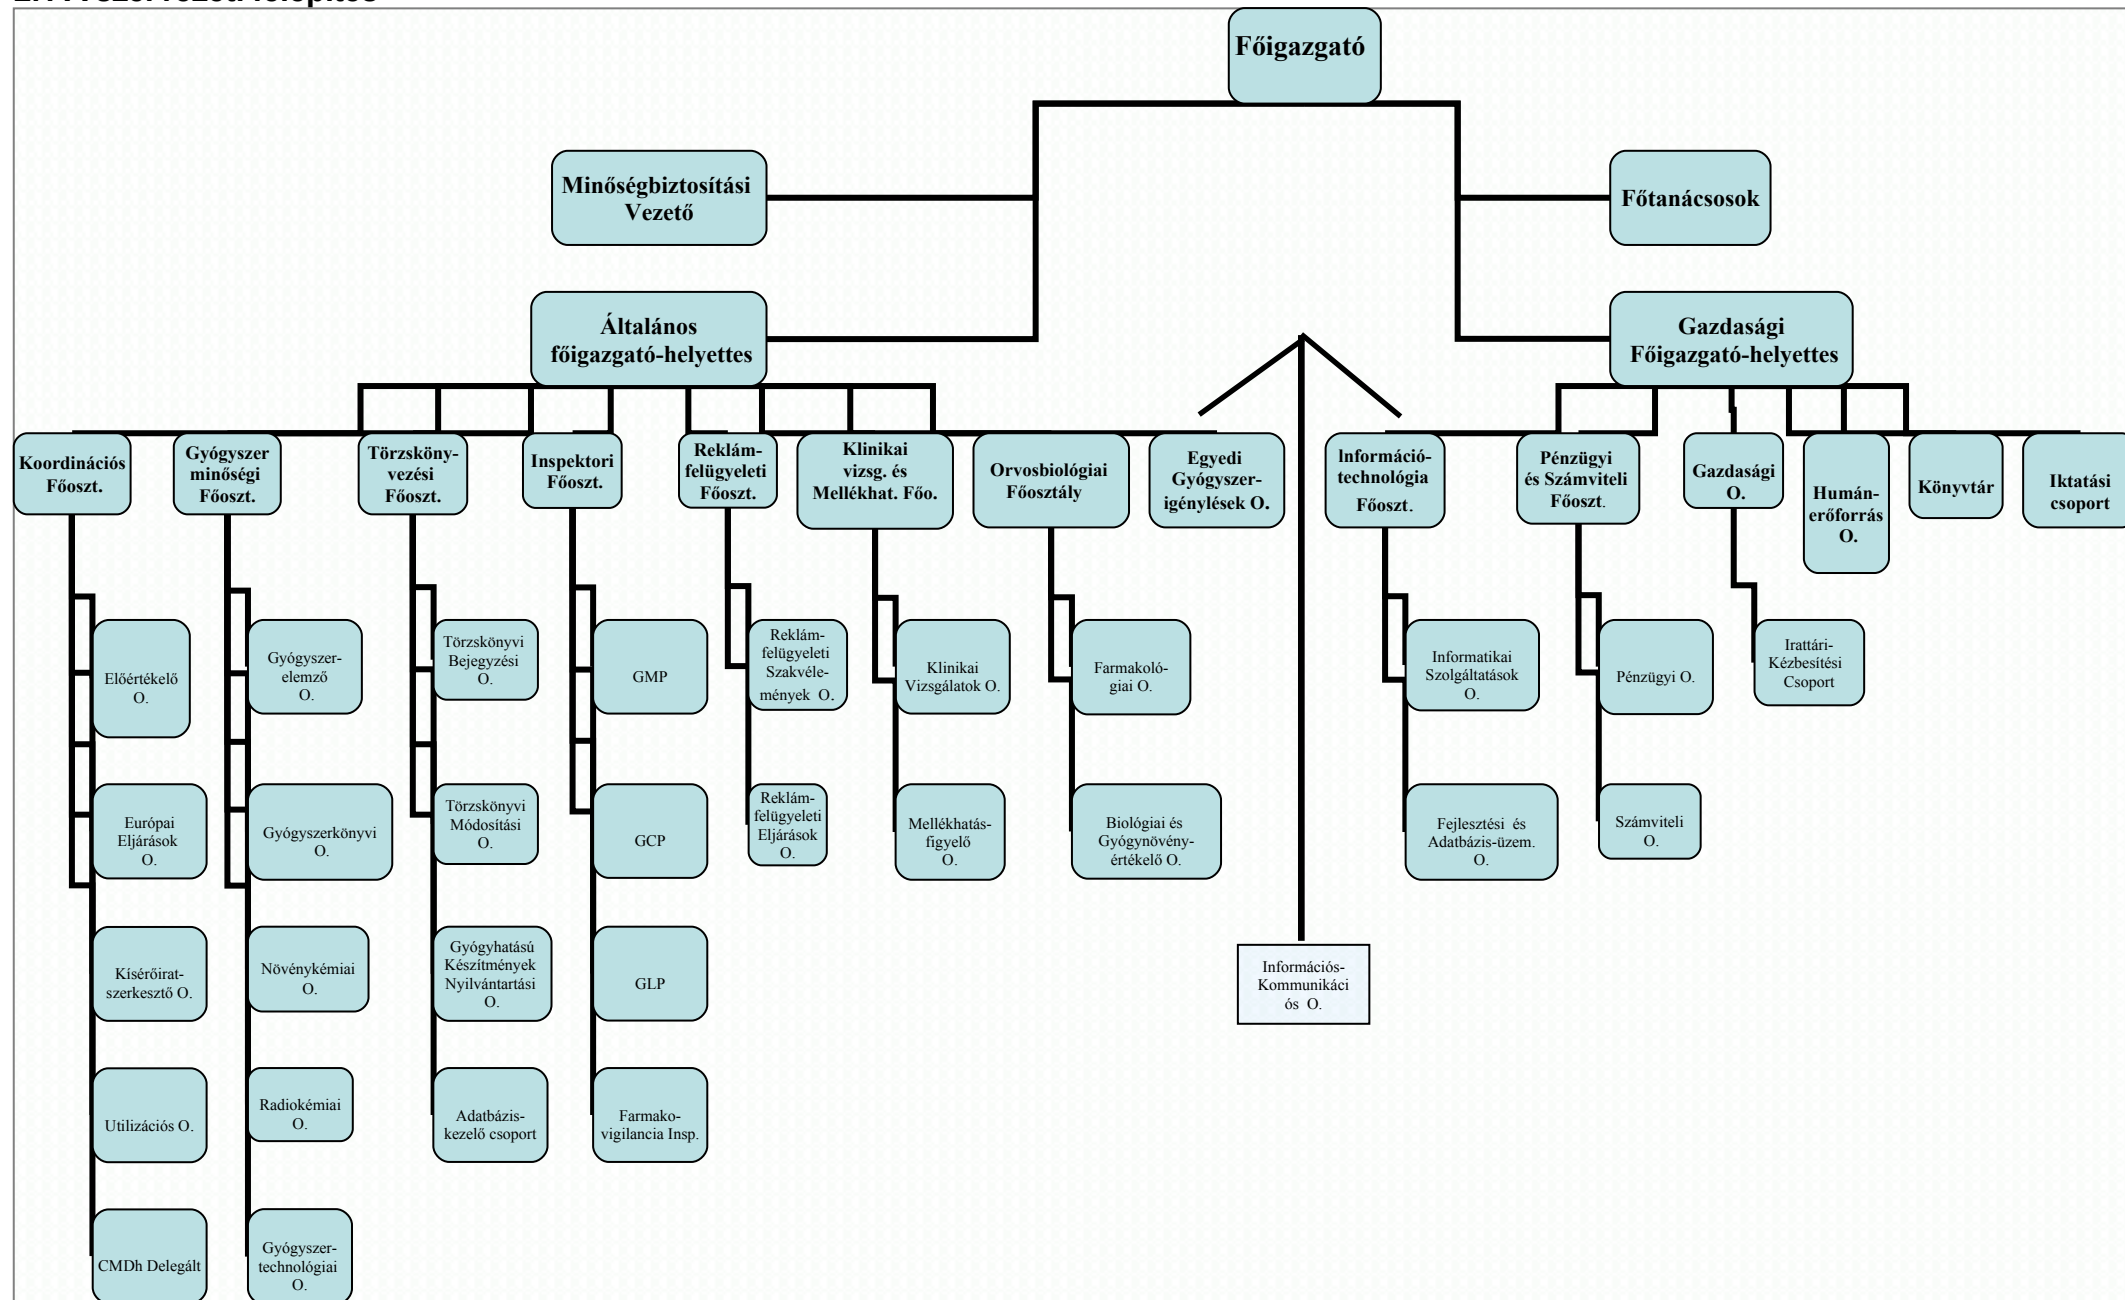 Főigazgató
Minőségbiztosítási
Vezető
Főtanácsosok
Általános
főigazgató-helyettes
Gazdasági
Főigazgató-helyettes
Koordinációs
Főoszt.
Gyógyszer
minőségi
Főoszt.
Törzsköny-
vezési
Főoszt.
Inspektori
Főoszt.
Reklám-
felügyeleti
Főoszt.
Klinikai
vizsg. és
Mellékhat. Főo.
Orvosbiológiai
Főosztály
Egyedi
Gyógyszer-
igénylések O.
Információ-
technológia
Főoszt.
Pénzügyi
és Számviteli
Főoszt.
Gazdasági
O.
Humán-
erőforrás
O.
Könyvtár
Iktatási
csoport
Előértékelő
O.
Gyógyszer-
elemző
O.
Törzskönyvi
Bejegyzési
O.
GMP
Reklám-
felügyeleti
Szakvéle-
mények O.
Klinikai
Vizsgálatok O.
Farmakoló-
giai O.
Informatikai
Szolgáltatások
O.
Pénzügyi O.
Irattári-
Kézbesítési
Csoport
Európai
Eljárások
O.
Gyógyszerkönyvi
O.
Törzskönyvi
Módosítási
O.
GCP
Reklám-
felügyeleti
Eljárások
O.
Mellékhatás-
figyelő
O.
Biológiai és
Gyógynövény-
értékelő O.
Fejlesztési és
Adatbázis-üzem.
O.
Számviteli
O.
Kísérőirat-
szerkesztő O.
Növénykémiai
O.
Gyógyhatású
Készítmények
Nyilvántartási
O.
GLP
Információs-
Kommunikáci
ós O.
Utilizációs O.
Radiokémiai
O.
Adatbázis-
kezelő csoport
Farmako-
vigilancia Insp.
CMDh Delegált
Gyógyszer-
technológiai
O.